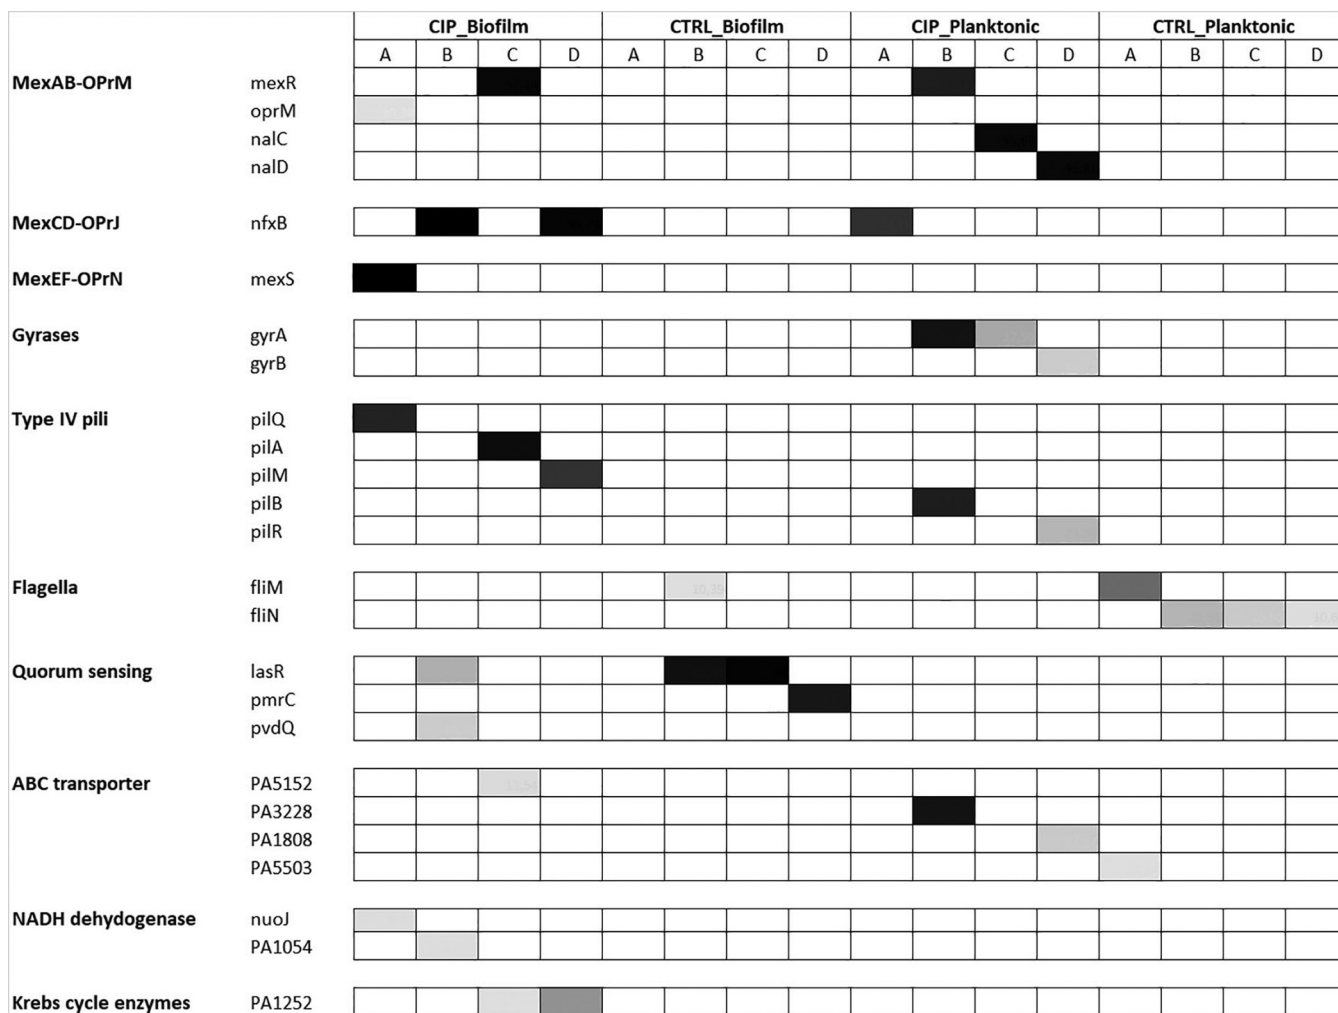 CIP_Biofilm CTRL_Biofilm CIP_Planktonic CTRL_Planktonic
A B C D A B C D A B C D A B C D
MexAB-OPrM mexR
oprM
nalC
nalD
MexCD-OPrJ nfxB
MexEF-OPrN mexS
Gyrases gyrA
gyrB
Type IV pili pilQ
pilA
pilM
pilB
pilR
Flagella fliM 10,39
fliN
Quorum sensing lasR
pmrC
pvdQ
ABC transporter PA5152
PA3228
PA1808
PA5503
NADH dehydogenase nuoJ
PA1054
Krebs cycle enzymes PA1252